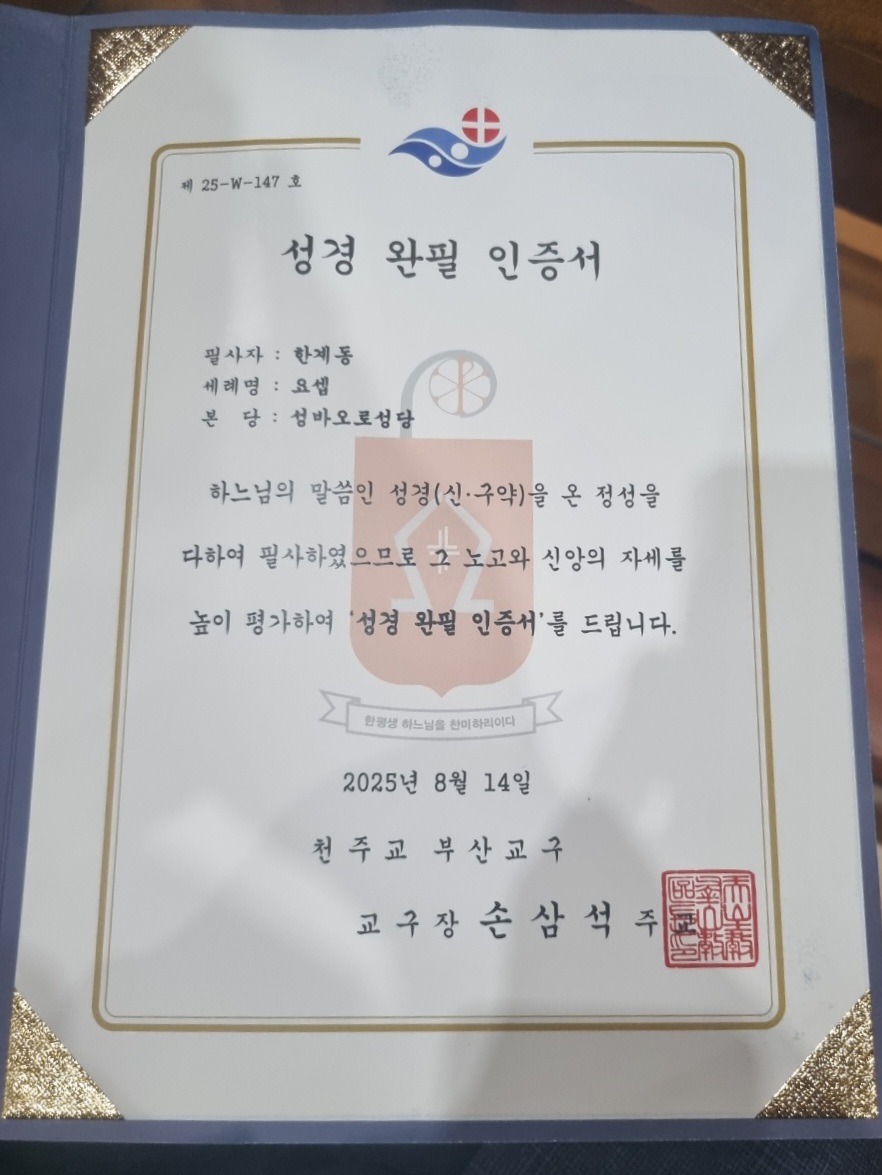 제 25-W-147 호
성경 완필 인증서
필사자 : 한계동
세례명 : 요셉
본 당 : 성바오로성당
하느님의 말씀인 성경(신·구약)을 온 정성을
다하여 필사하였으므로 그 노고와 신앙의 자세를
높이 평가하여 '성경 완필 인증서'를 드립니다.
한평생 하느님을 찬미하리이다
2025년 8월 14일
천 주 교 부 산 교 구
교 구 장 손 삼 석 주 교